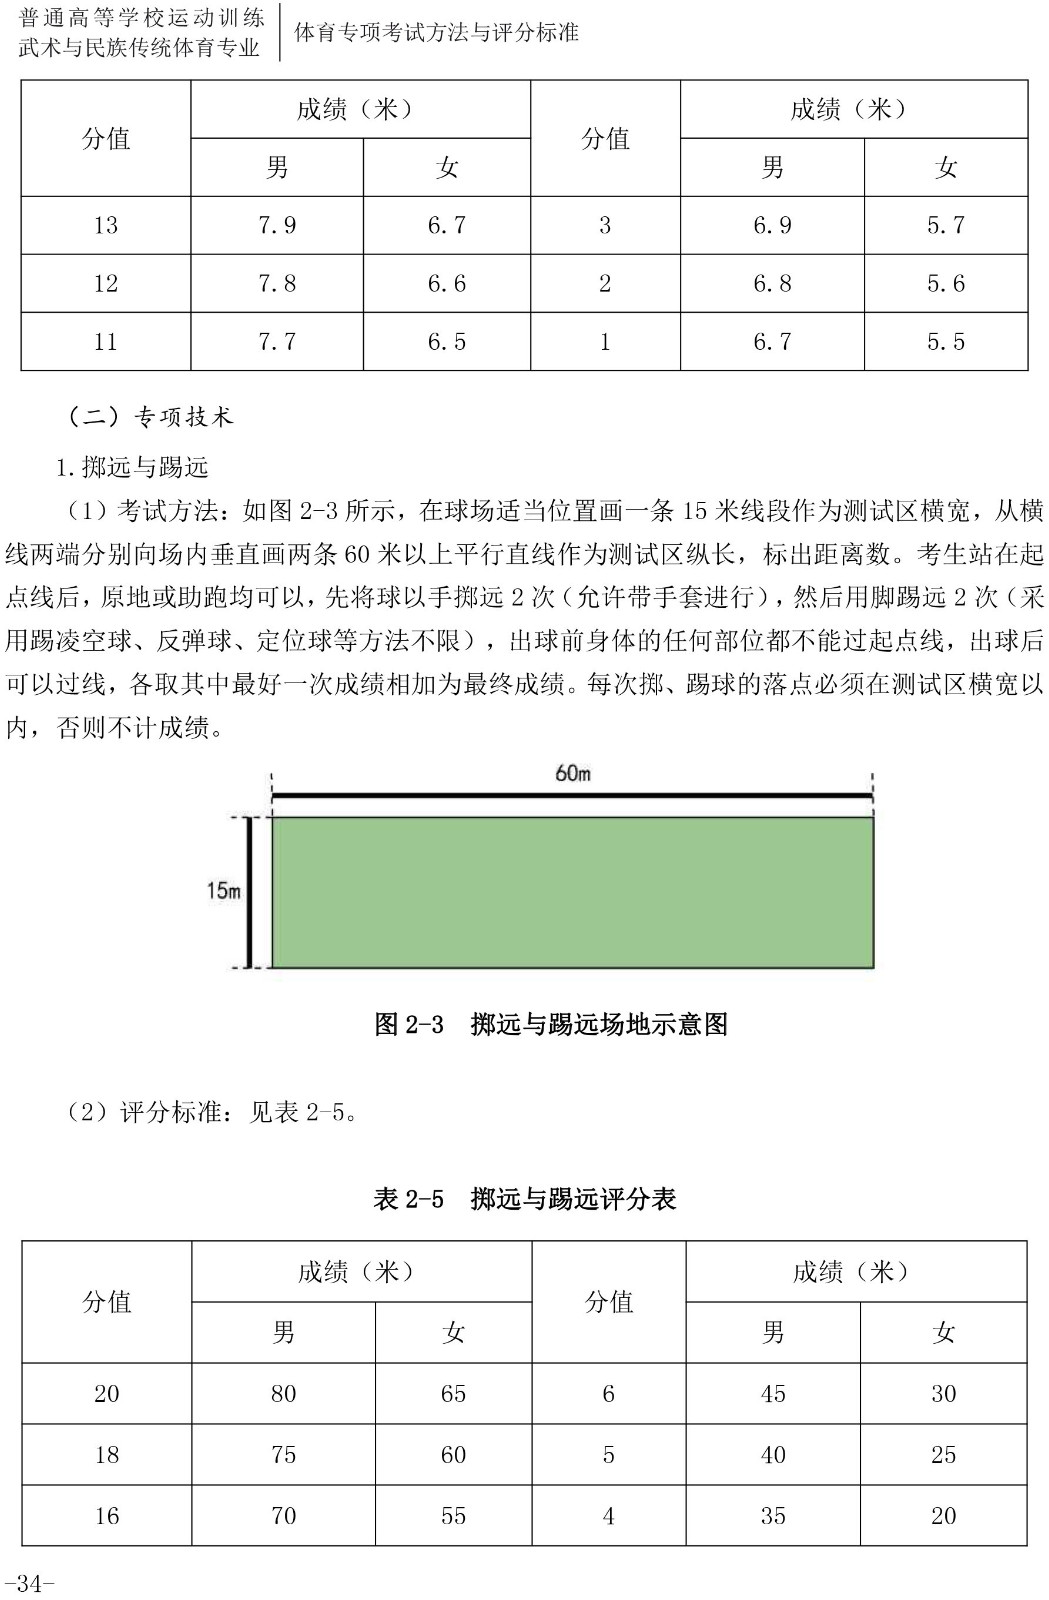 普通高等学校运动训练
武术与民族传统体育专业
体育专项考试方法与评分标准
分值 成绩（米） 分值 成绩（米）
男 女 男 女
13 7.9 6.7 3 6.9 5.7
12 7.8 6.6 2 6.8 5.6
11 7.7 6.5 1 6.7 5.5
（二）专项技术
1.掷远与踢远
（1）考试方法：如图 2-3 所示，在球场适当位置画一条 15 米线段作为测试区横宽，从横
线两端分别向场内垂直画两条 60 米以上平行直线作为测试区纵长，标出距离数。考生站在起
点线后，原地或助跑均可以，先将球以手掷远 2 次（允许带手套进行），然后用脚踢远 2 次（采
用踢凌空球、反弹球、定位球等方法不限），出球前身体的任何部位都不能过起点线，出球后
可以过线，各取其中最好一次成绩相加为最终成绩。每次掷、踢球的落点必须在测试区横宽以
内，否则不计成绩。
60m
15m
图 2-3 掷远与踢远场地示意图
（2）评分标准：见表 2-5。
表 2-5 掷远与踢远评分表
分值 成绩（米） 分值 成绩（米）
男 女 男 女
20 80 65 6 45 30
18 75 60 5 40 25
16 70 55 4 35 20
-34-